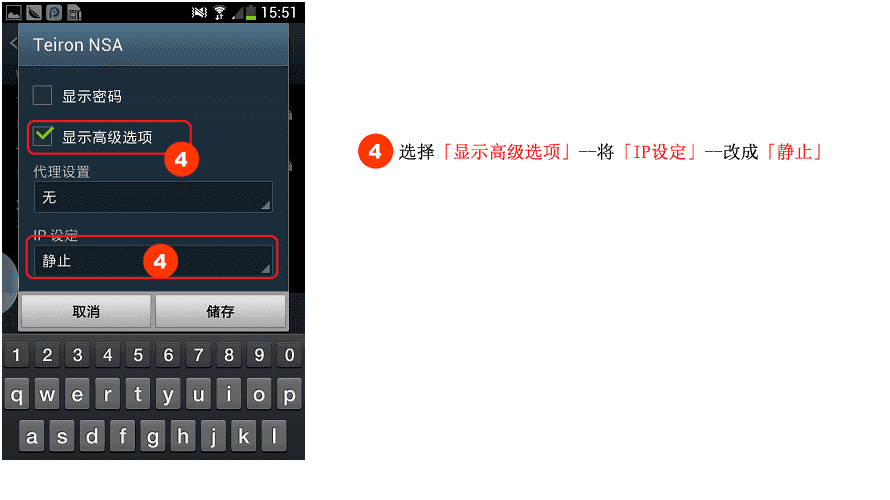 15:51
Teiron NSA
显示密码
显示高级选项
4
代理设置
无
IP 设定
静止
4
取消
储存
1 2 3 4 5 6 7 8 9 0
q w e r t y u i o p
a s d f g h j k l
4 选择「显示高级选项」--将「IP设定」--改成「静止」